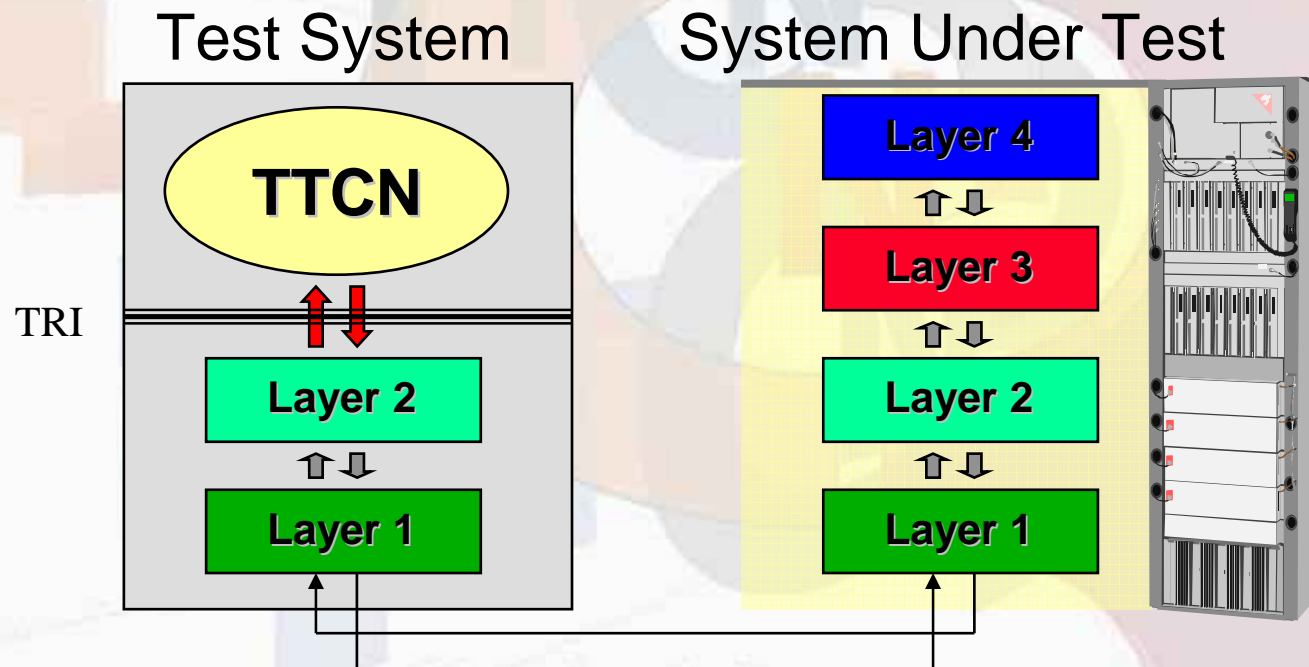 Test System
System Under Test
TTCN
TRI
Layer 2
Layer 1
Layer 4
Layer 3
Layer 2
Layer 1